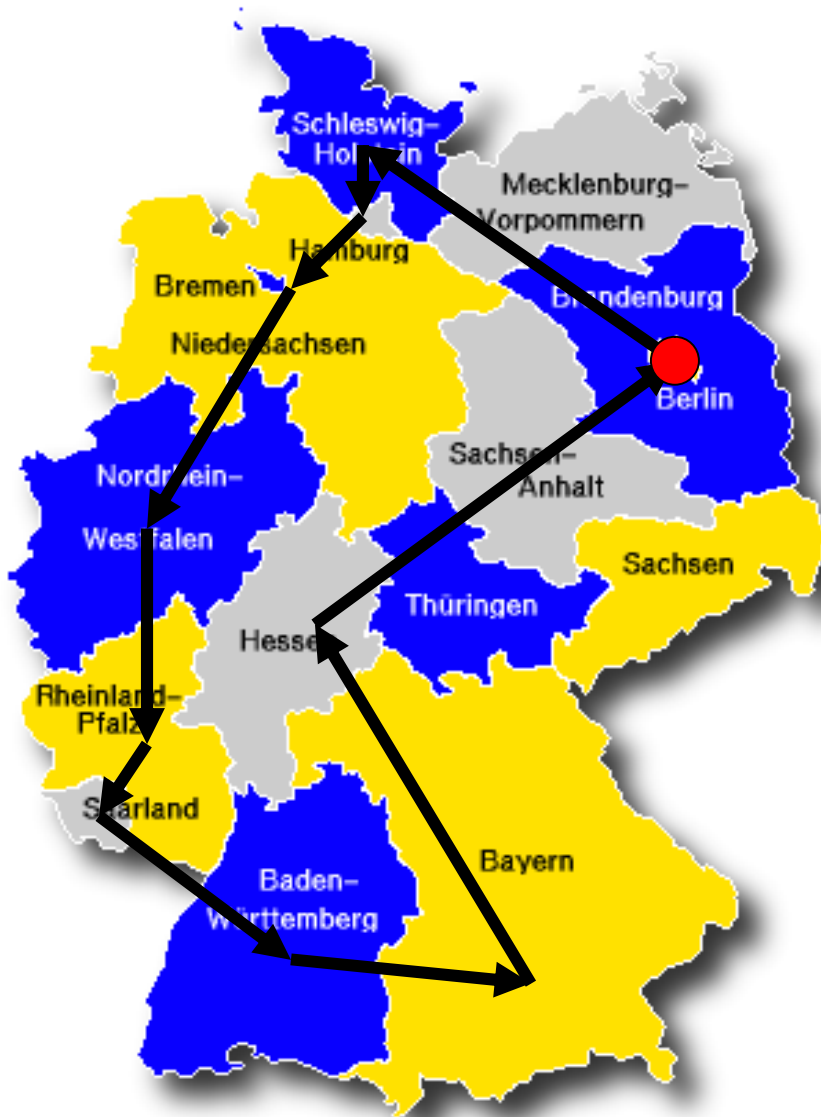 Schleswig-
Holstein
Mecklenburg-
Vorpommern
Hamburg
Bremen
Brandenburg
Niedersachsen
Berlin
Sachsen-
Anhalt
Nordrhein-
Westfalen
Sachsen
Thüringen
Hessen
Rheinland-
Pfalz
Saarland
Bayern
Baden-
Württemberg